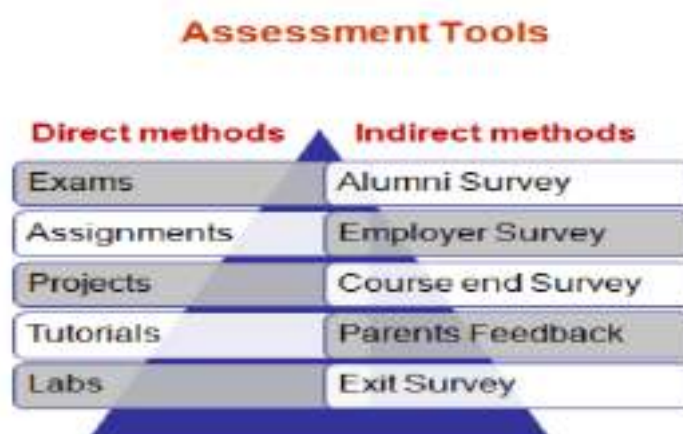 Assessment Tools
Direct methods
Indirect methods
Exams
Alumni Survey
Assignments
Employer Survey
Projects
Course end Survey
Tutorials
Parents Feedback
Labs
Exit Survey